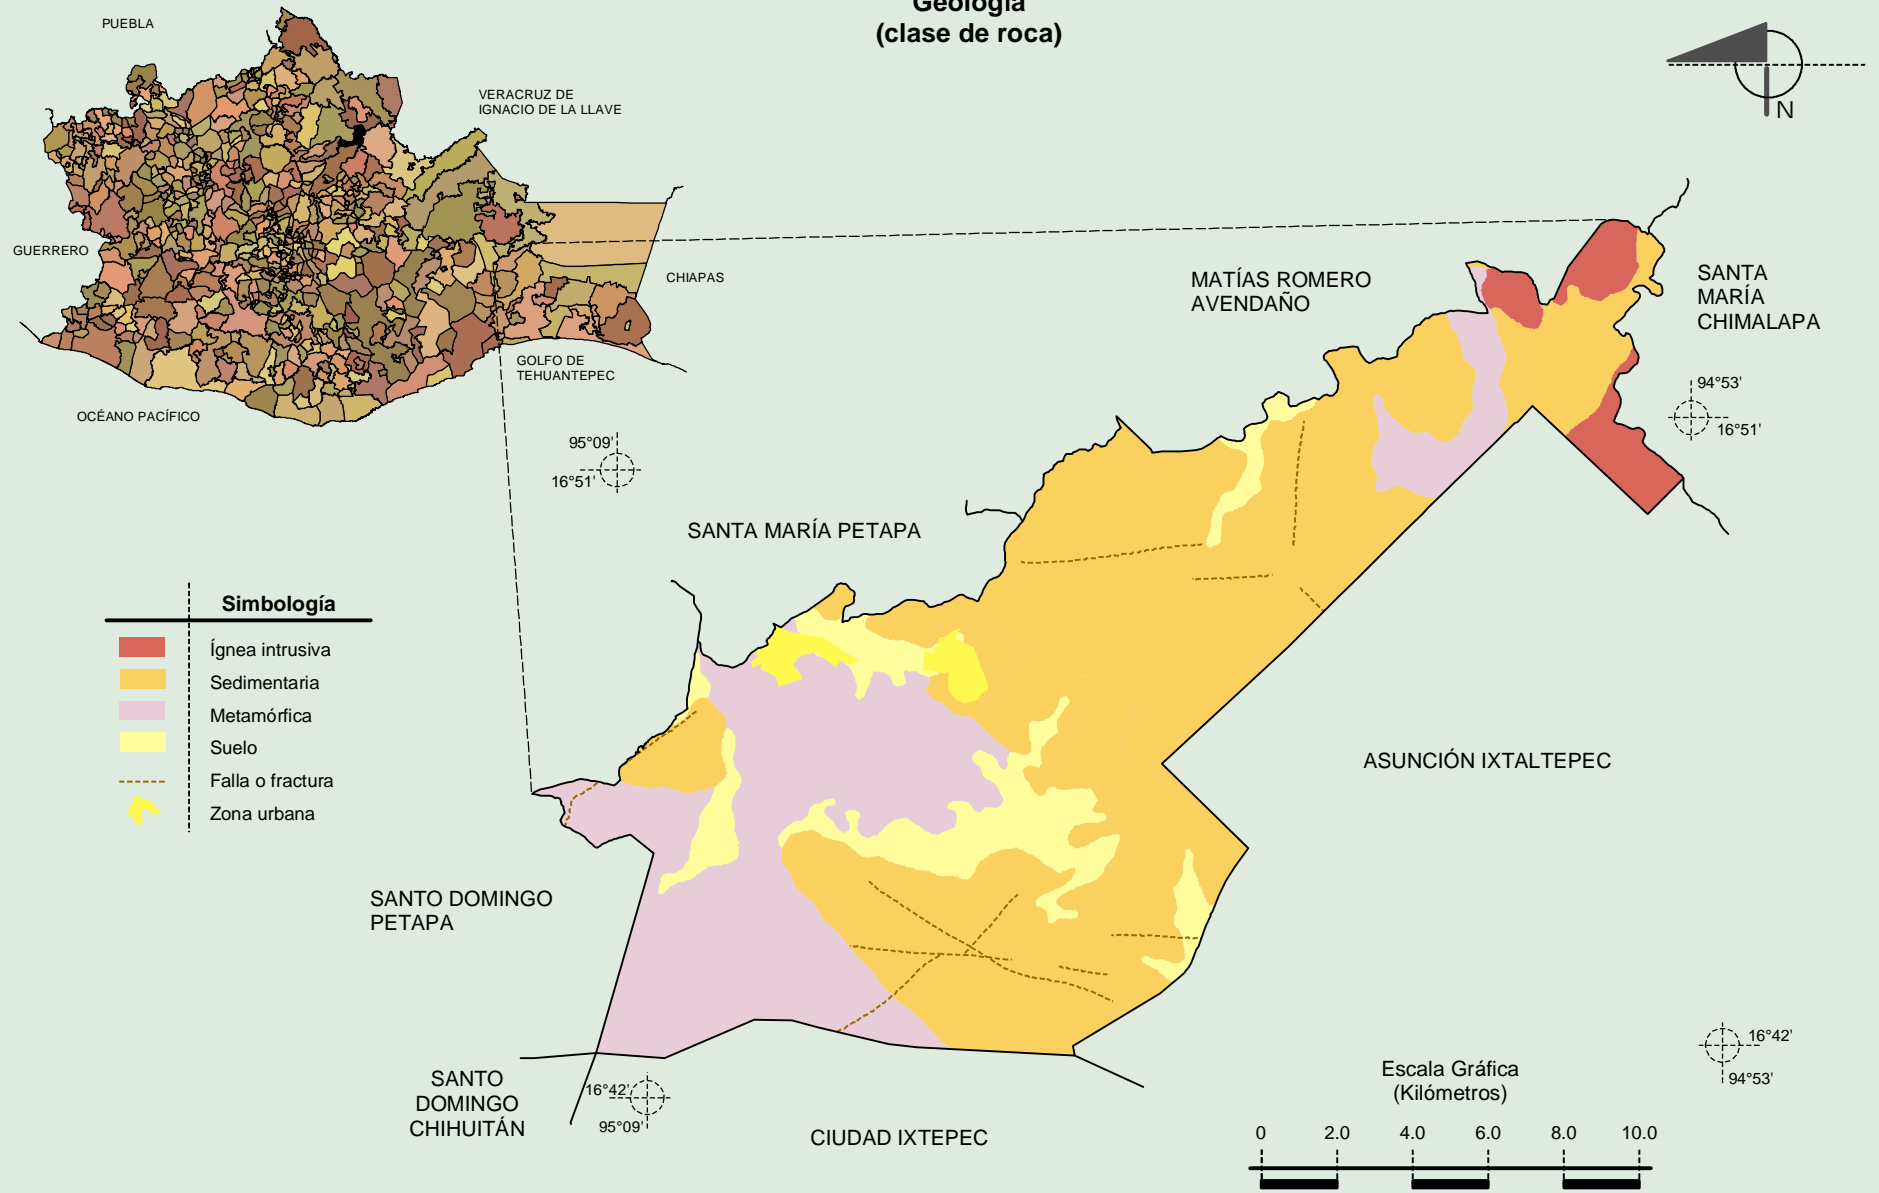 Geología
(clase de roca)
PUEBLA
VERACRUZ DE
IGNACIO DE LA LLAVE
GUERRERO
CHIAPAS
GOLFO DE
TEHUANTEPEC
OCÉANO PACÍFICO
N
MATÍAS ROMERO
AVENDAÑO
SANTA
MARÍA
CHIMALAPA
94°53'
16°51'
95°09'
16°51'
SANTA MARÍA PETAPA
Simbología
Ígnea intrusiva
Sedimentaria
Metamórfica
Suelo
Falla o fractura
Zona urbana
ASUNCIÓN IXTALTEPEC
SANTO DOMINGO
PETAPA
SANTO
DOMINGO
CHIHUITÁN
16°42'
95°09'
CIUDAD IXTEPEC
16°42'
94°53'
Escala Gráfica
(Kilómetros)
0 2.0 4.0 6.0 8.0 10.0